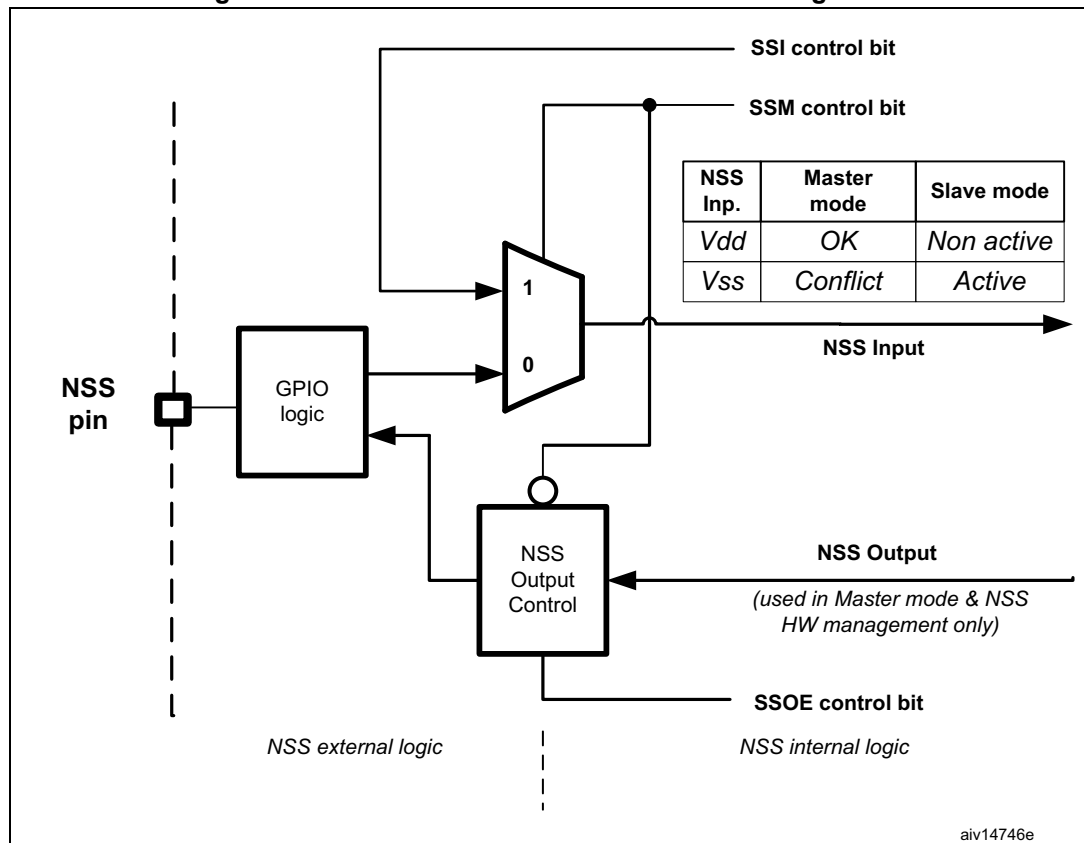 SSI control bit
SSM control bit
NSS Inp.
Master mode
Slave mode
Vdd
OK
Non active
Vss
Conflict
Active
1
0
NSS Input
NSS
pin
GPIO
logic
NSS
Output
Control
NSS Output
(used in Master mode & NSS
HW management only)
SSOE control bit
NSS external logic
NSS internal logic
aiv14746e